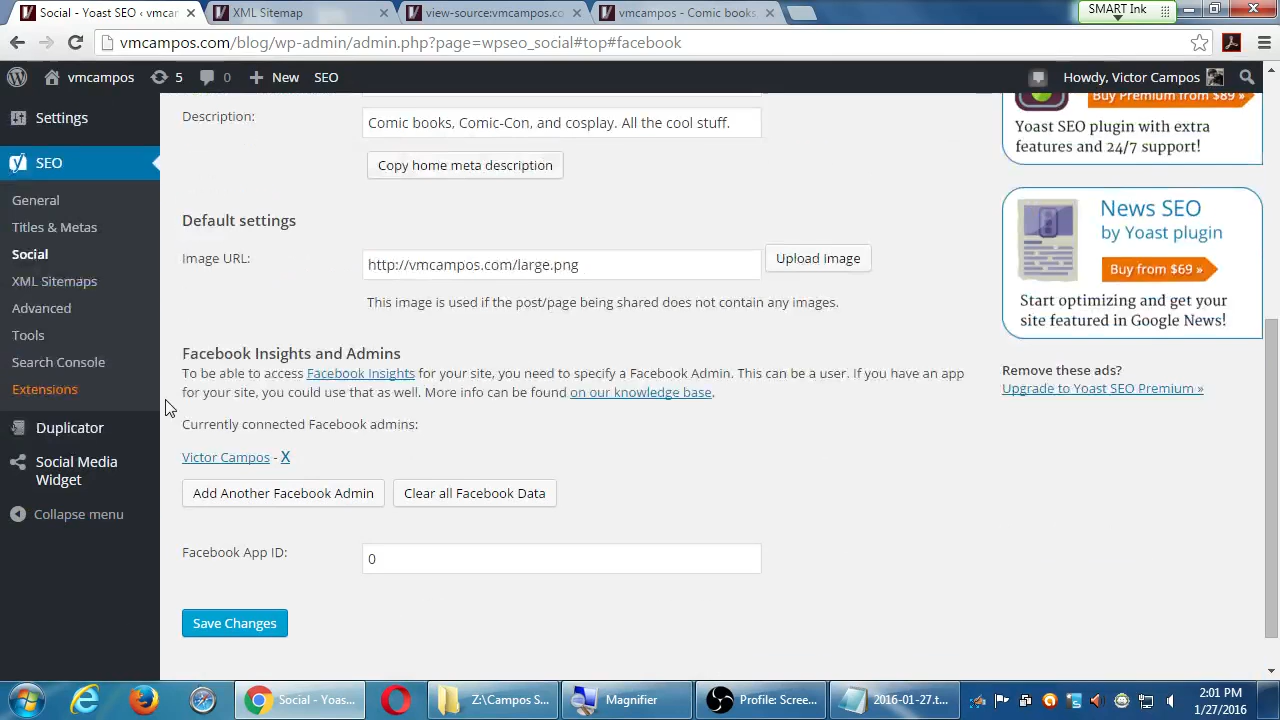 Social - Yoast SEO ‹ vmcar
XML Sitemap
view-source:vmcampos.co
vmcampos - Comic books
SMART Ink
vmcampos.com/blog/wp-admin/admin.php?page=wpseo_social#top#facebook
vmcampos
5
0
New
SEO
Howdy, Victor Campos
Settings
SEO
General
Titles & Metas
Social
XML Sitemaps
Advanced
Tools
Search Console
Extensions
Duplicator
Social Media
Widget
Collapse menu
Description:
Comic books, Comic-Con, and cosplay. All the cool stuff.
Copy home meta description
Default settings
Image URL:
http://vmcampos.com/large.png
Upload Image
This image is used if the post/page being shared does not contain any images.
Facebook Insights and Admins
To be able to access Facebook Insights for your site, you need to specify a Facebook Admin. This can be a user. If you have an app
for your site, you could use that as well. More info can be found on our knowledge base.
Currently connected Facebook admins:
Victor Campos - X
Add Another Facebook Admin
Clear all Facebook Data
Facebook App ID:
0
Save Changes
Buy Premium from $89 »
Yoast SEO plugin with extra
features and 24/7 support!
News SEO
by Yoast plugin
Buy from $69 »
Start optimizing and get your
site featured in Google News!
Remove these ads?
Upgrade to Yoast SEO Premium »
Social - Yoas...
Z:\Campos S...
Magnifier
Profile: Scree...
2016-01-27.t...
2:01 PM
1/27/2016